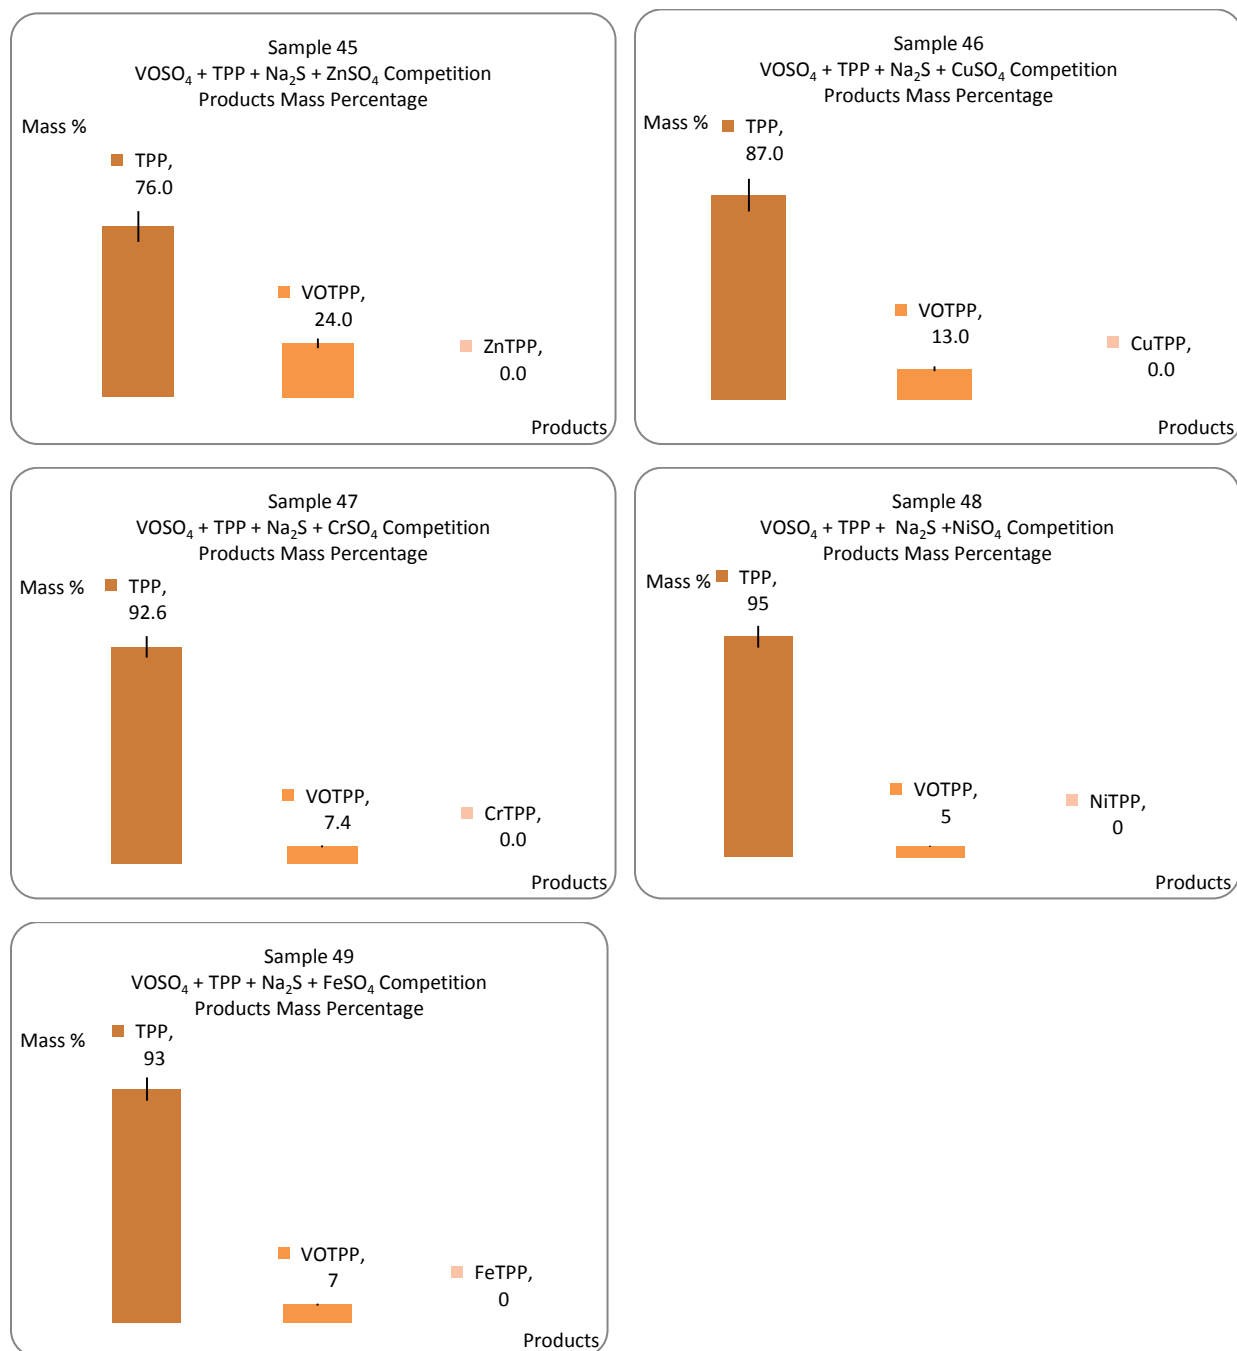 Sample 45
VOSO₄ + TPP + Na₂S + ZnSO₄ Competition
Products Mass Percentage
Mass %
TPP,
76.0
VOTPP,
24.0
ZnTPP,
0.0
Products
Sample 46
VOSO₄ + TPP + Na₂S + CuSO₄ Competition
Products Mass Percentage
Mass %
TPP,
87.0
VOTPP,
13.0
CuTPP,
0.0
Products
Sample 47
VOSO₄ + TPP + Na₂S + CrSO₄ Competition
Products Mass Percentage
Mass %
TPP,
92.6
VOTPP,
7.4
CrTPP,
0.0
Products
Sample 48
VOSO₄ + TPP + Na₂S +NiSO₄ Competition
Products Mass Percentage
Mass %
TPP,
95
VOTPP,
5
NiTPP,
0
Products
Sample 49
VOSO₄ + TPP + Na₂S + FeSO₄ Competition
Products Mass Percentage
Mass %
TPP,
93
VOTPP,
7
FeTPP,
0
Products